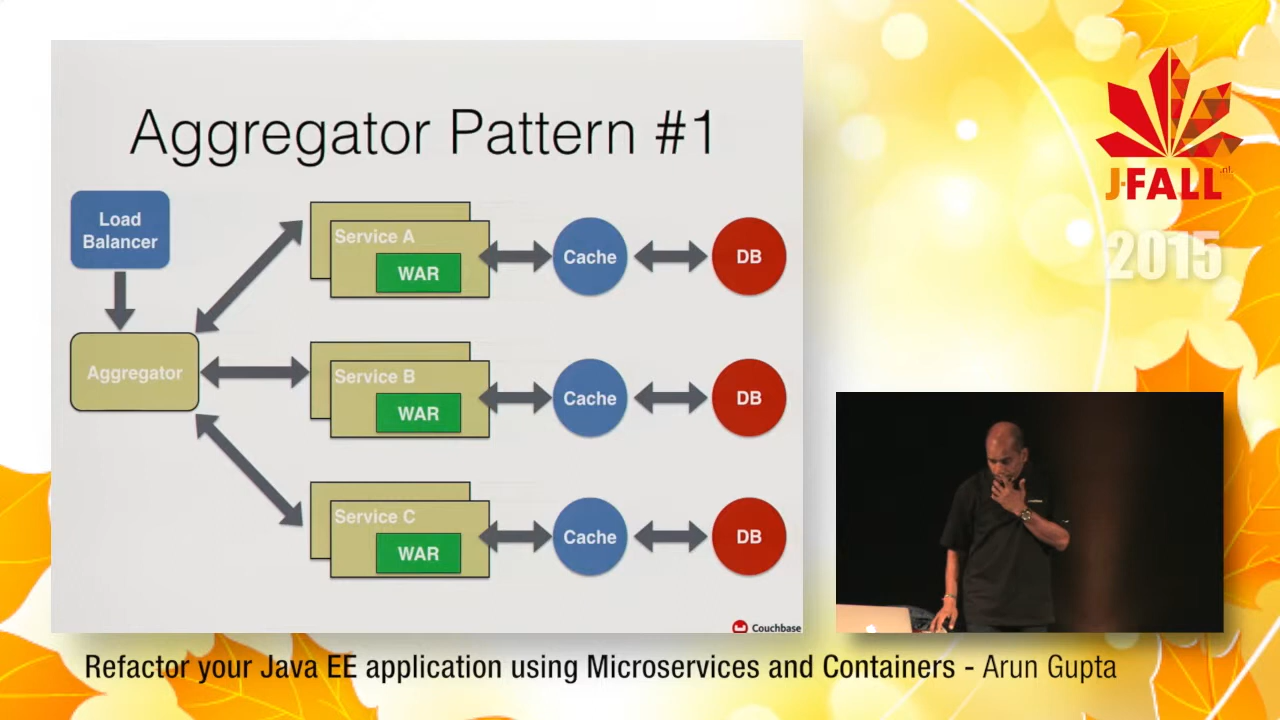 Aggregator Pattern #1
Load
Balancer
Aggregator
Service A
WAR
Cache
DB
Service B
WAR
Cache
DB
Service C
WAR
Cache
DB
Couchbase
J-FALL
2015
Refactor your Java EE application using Microservices and Containers - Arun Gupta